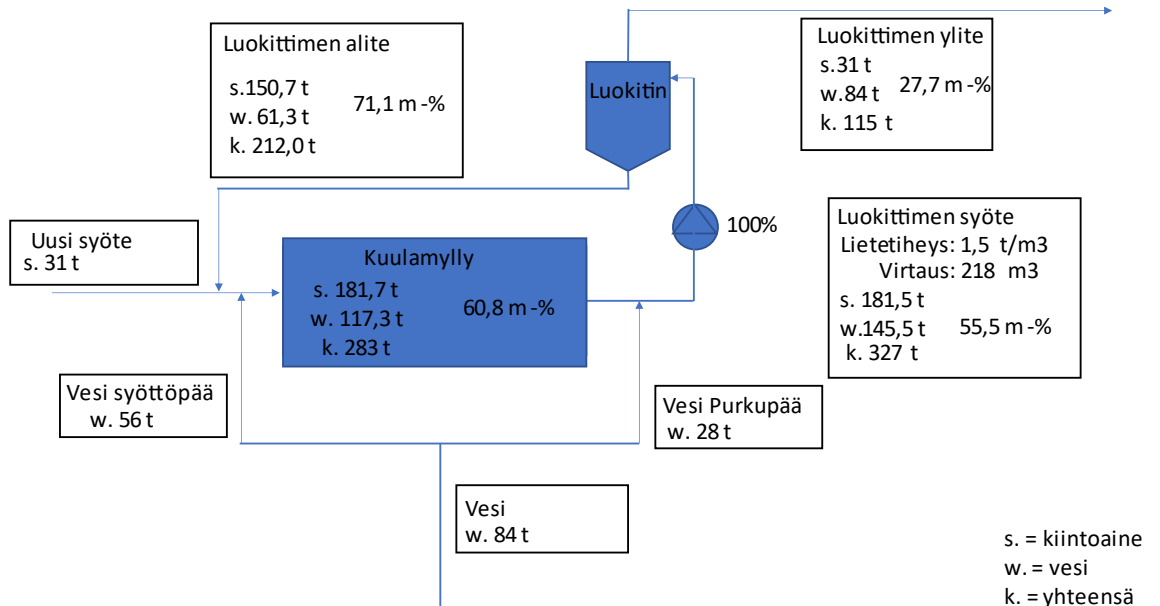 Luokittimen alite
s.150,7 t
w. 61,3 t
k. 212,0 t
71,1 m -%
Luokitin
Luokittimen ylite
s.31 t
w.84 t
k. 115 t
27,7 m -%
Uusi syöte
s. 31 t
Kuulamylly
s. 181,7 t
w. 117,3 t
k. 283 t
60,8 m -%
100%
Luokittimen syöte
Lietetiheys: 1,5 t/m3
Virtaus: 218 m3
s. 181,5 t
w.145,5 t
k. 327 t
55,5 m -%
Vesi syöttöpää
w. 56 t
Vesi Purkupää
w. 28 t
Vesi
w. 84 t
s. = kiintoaine
w. = vesi
k. = yhteensä